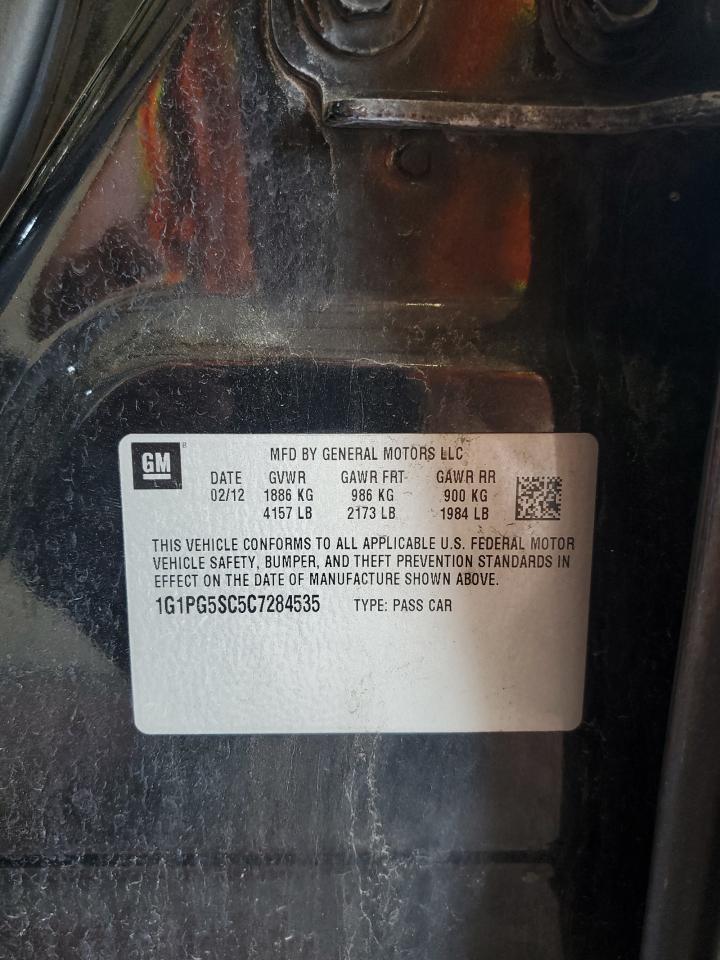 GM ®
MFD BY GENERAL MOTORS LLC
DATE GVWR GAWR FRT GAWR RR
02/12 1886 KG 986 KG 900 KG
4157 LB 2173 LB 1984 LB
THIS VEHICLE CONFORMS TO ALL APPLICABLE U.S. FEDERAL MOTOR
VEHICLE SAFETY, BUMPER, AND THEFT PREVENTION STANDARDS IN
EFFECT ON THE DATE OF MANUFACTURE SHOWN ABOVE.
1G1PG5SC5C7284535 TYPE: PASS CAR